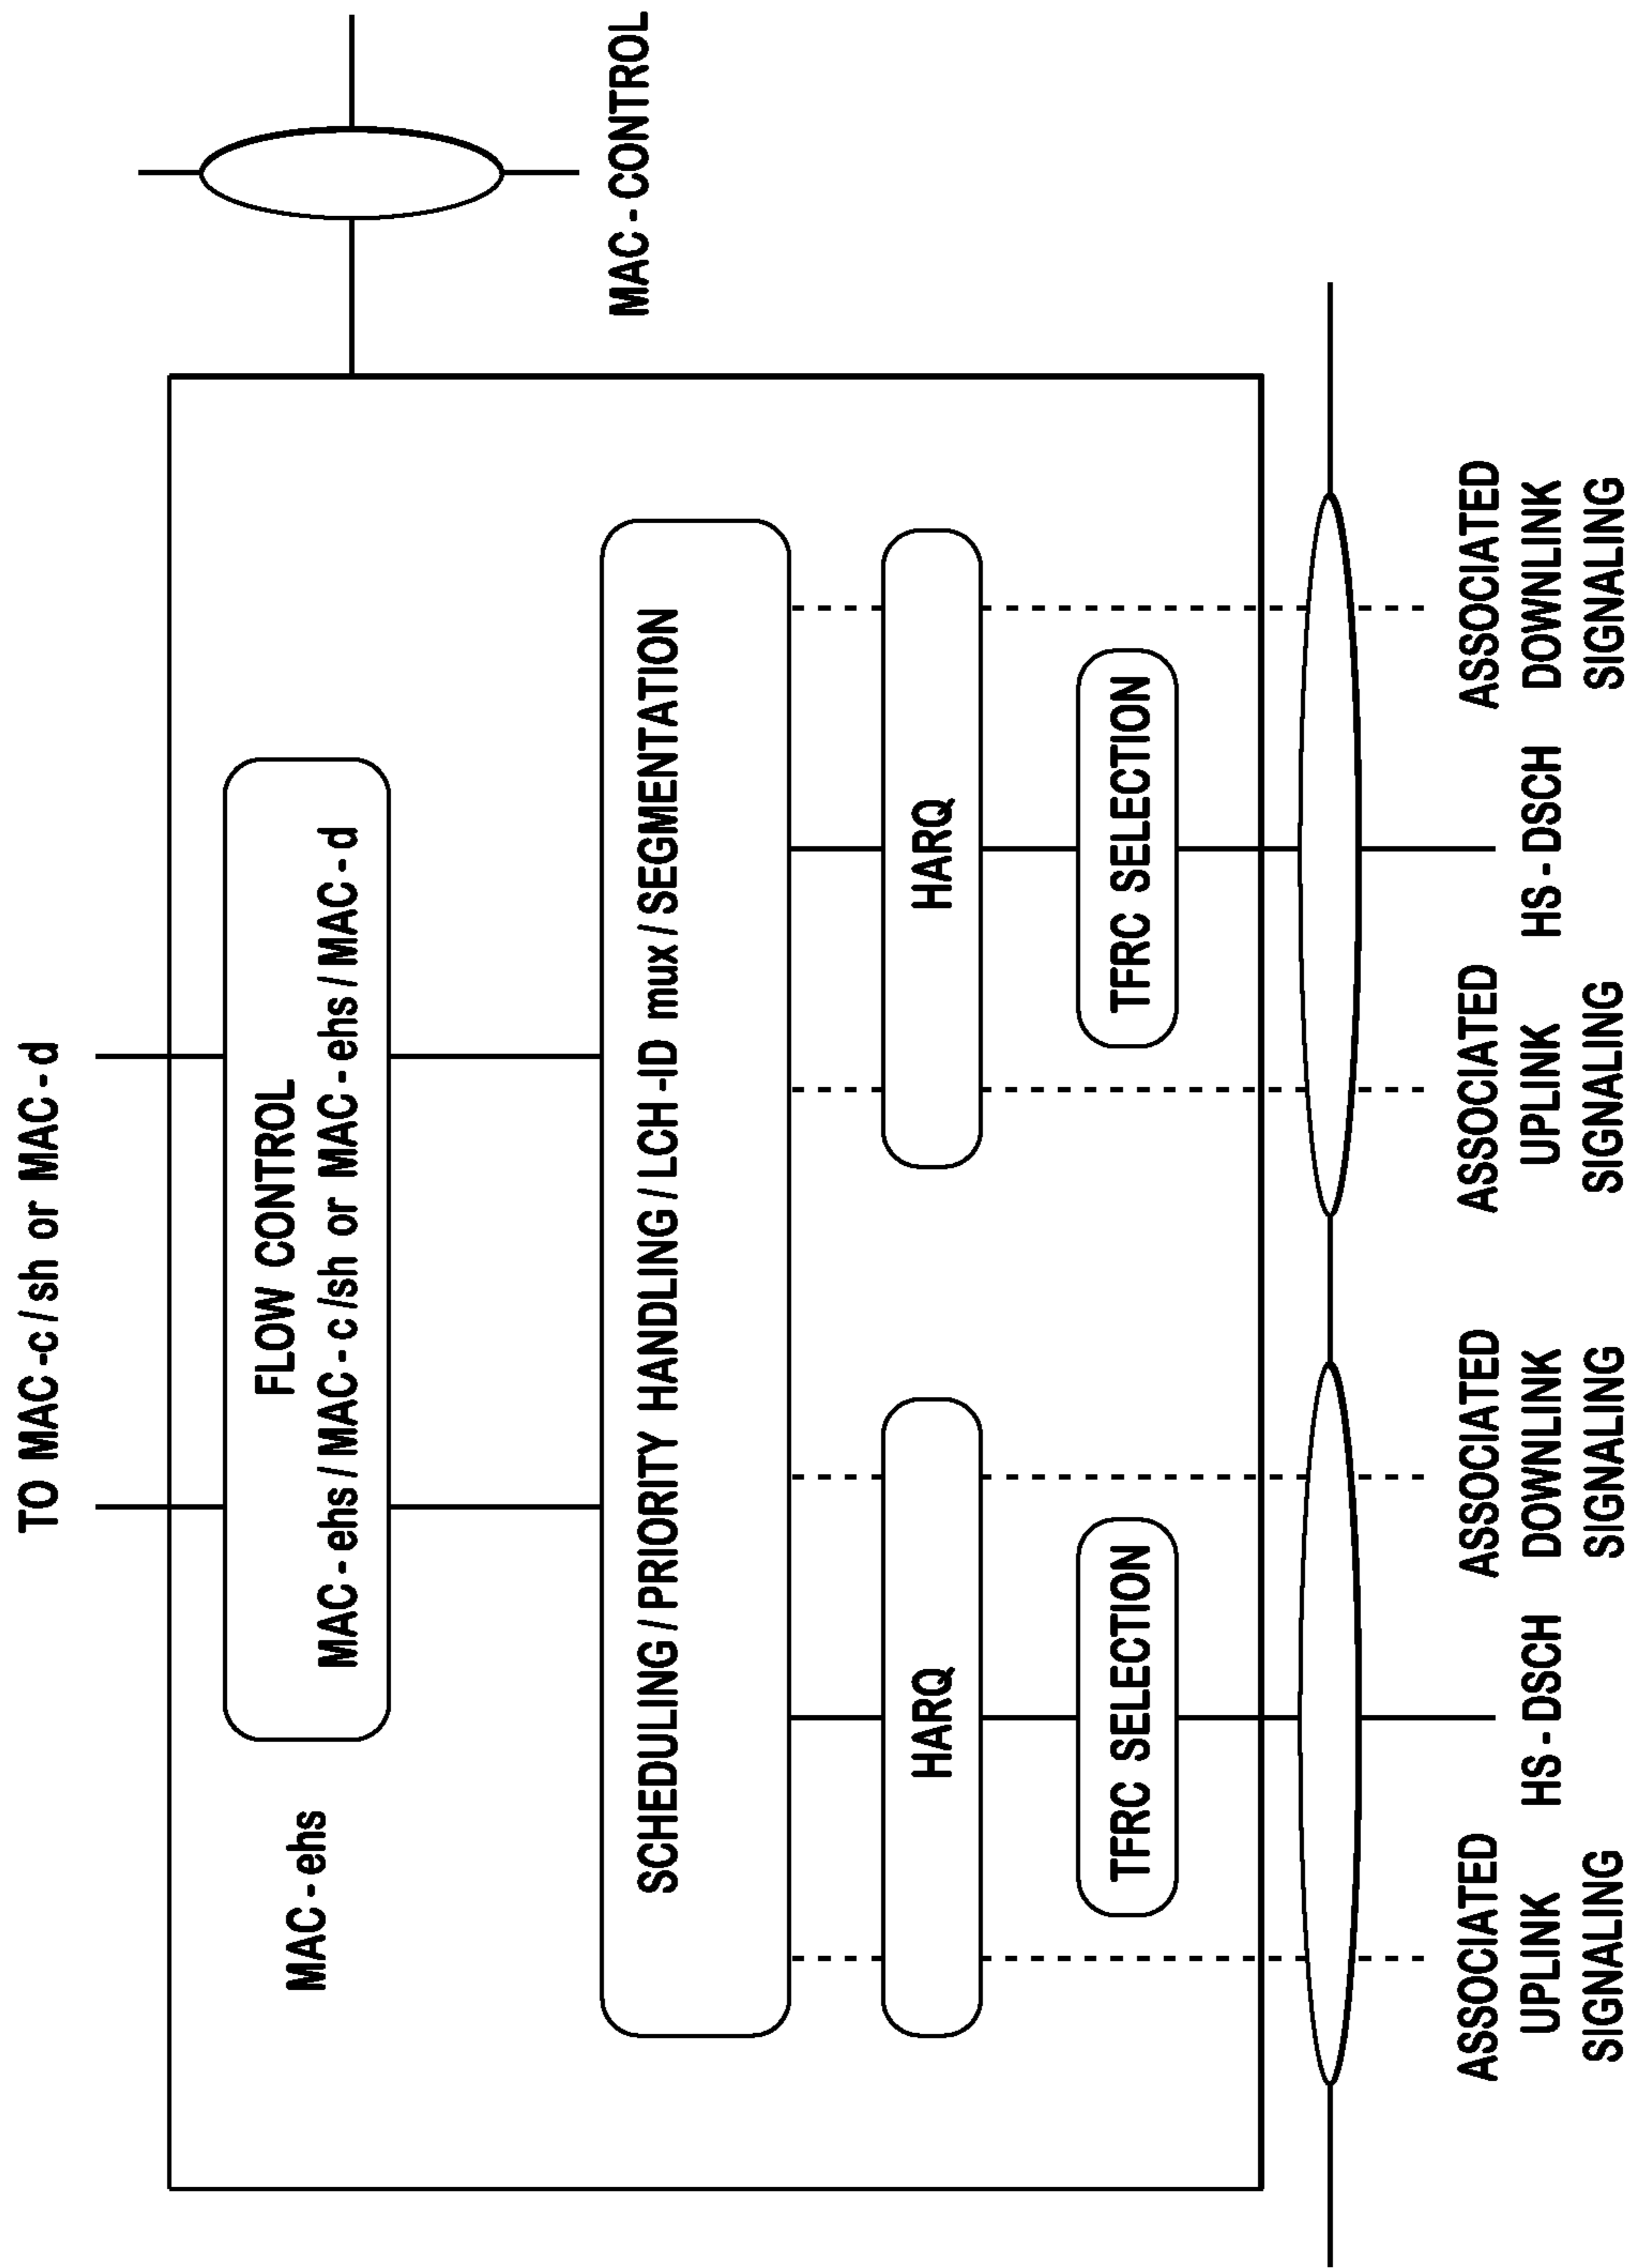 TO MAC-c/sh or MAC-d
MAC-CONTROL
MAC-ehs
FLOW CONTROL
MAC-ehs/MAC-c/sh or MAC-ehs/MAC-d
SCHEDULING/PRIORITY HANDLING/LCH-ID mux/SEGMENTATION
HARQ
HARQ
TFRC SELECTION
TFRC SELECTION
ASSOCIATED
UPLINK
SIGNALING
HS-DSCH
ASSOCIATED
DOWNLINK
SIGNALING
ASSOCIATED
UPLINK
SIGNALING
HS-DSCH
ASSOCIATED
DOWNLINK
SIGNALING